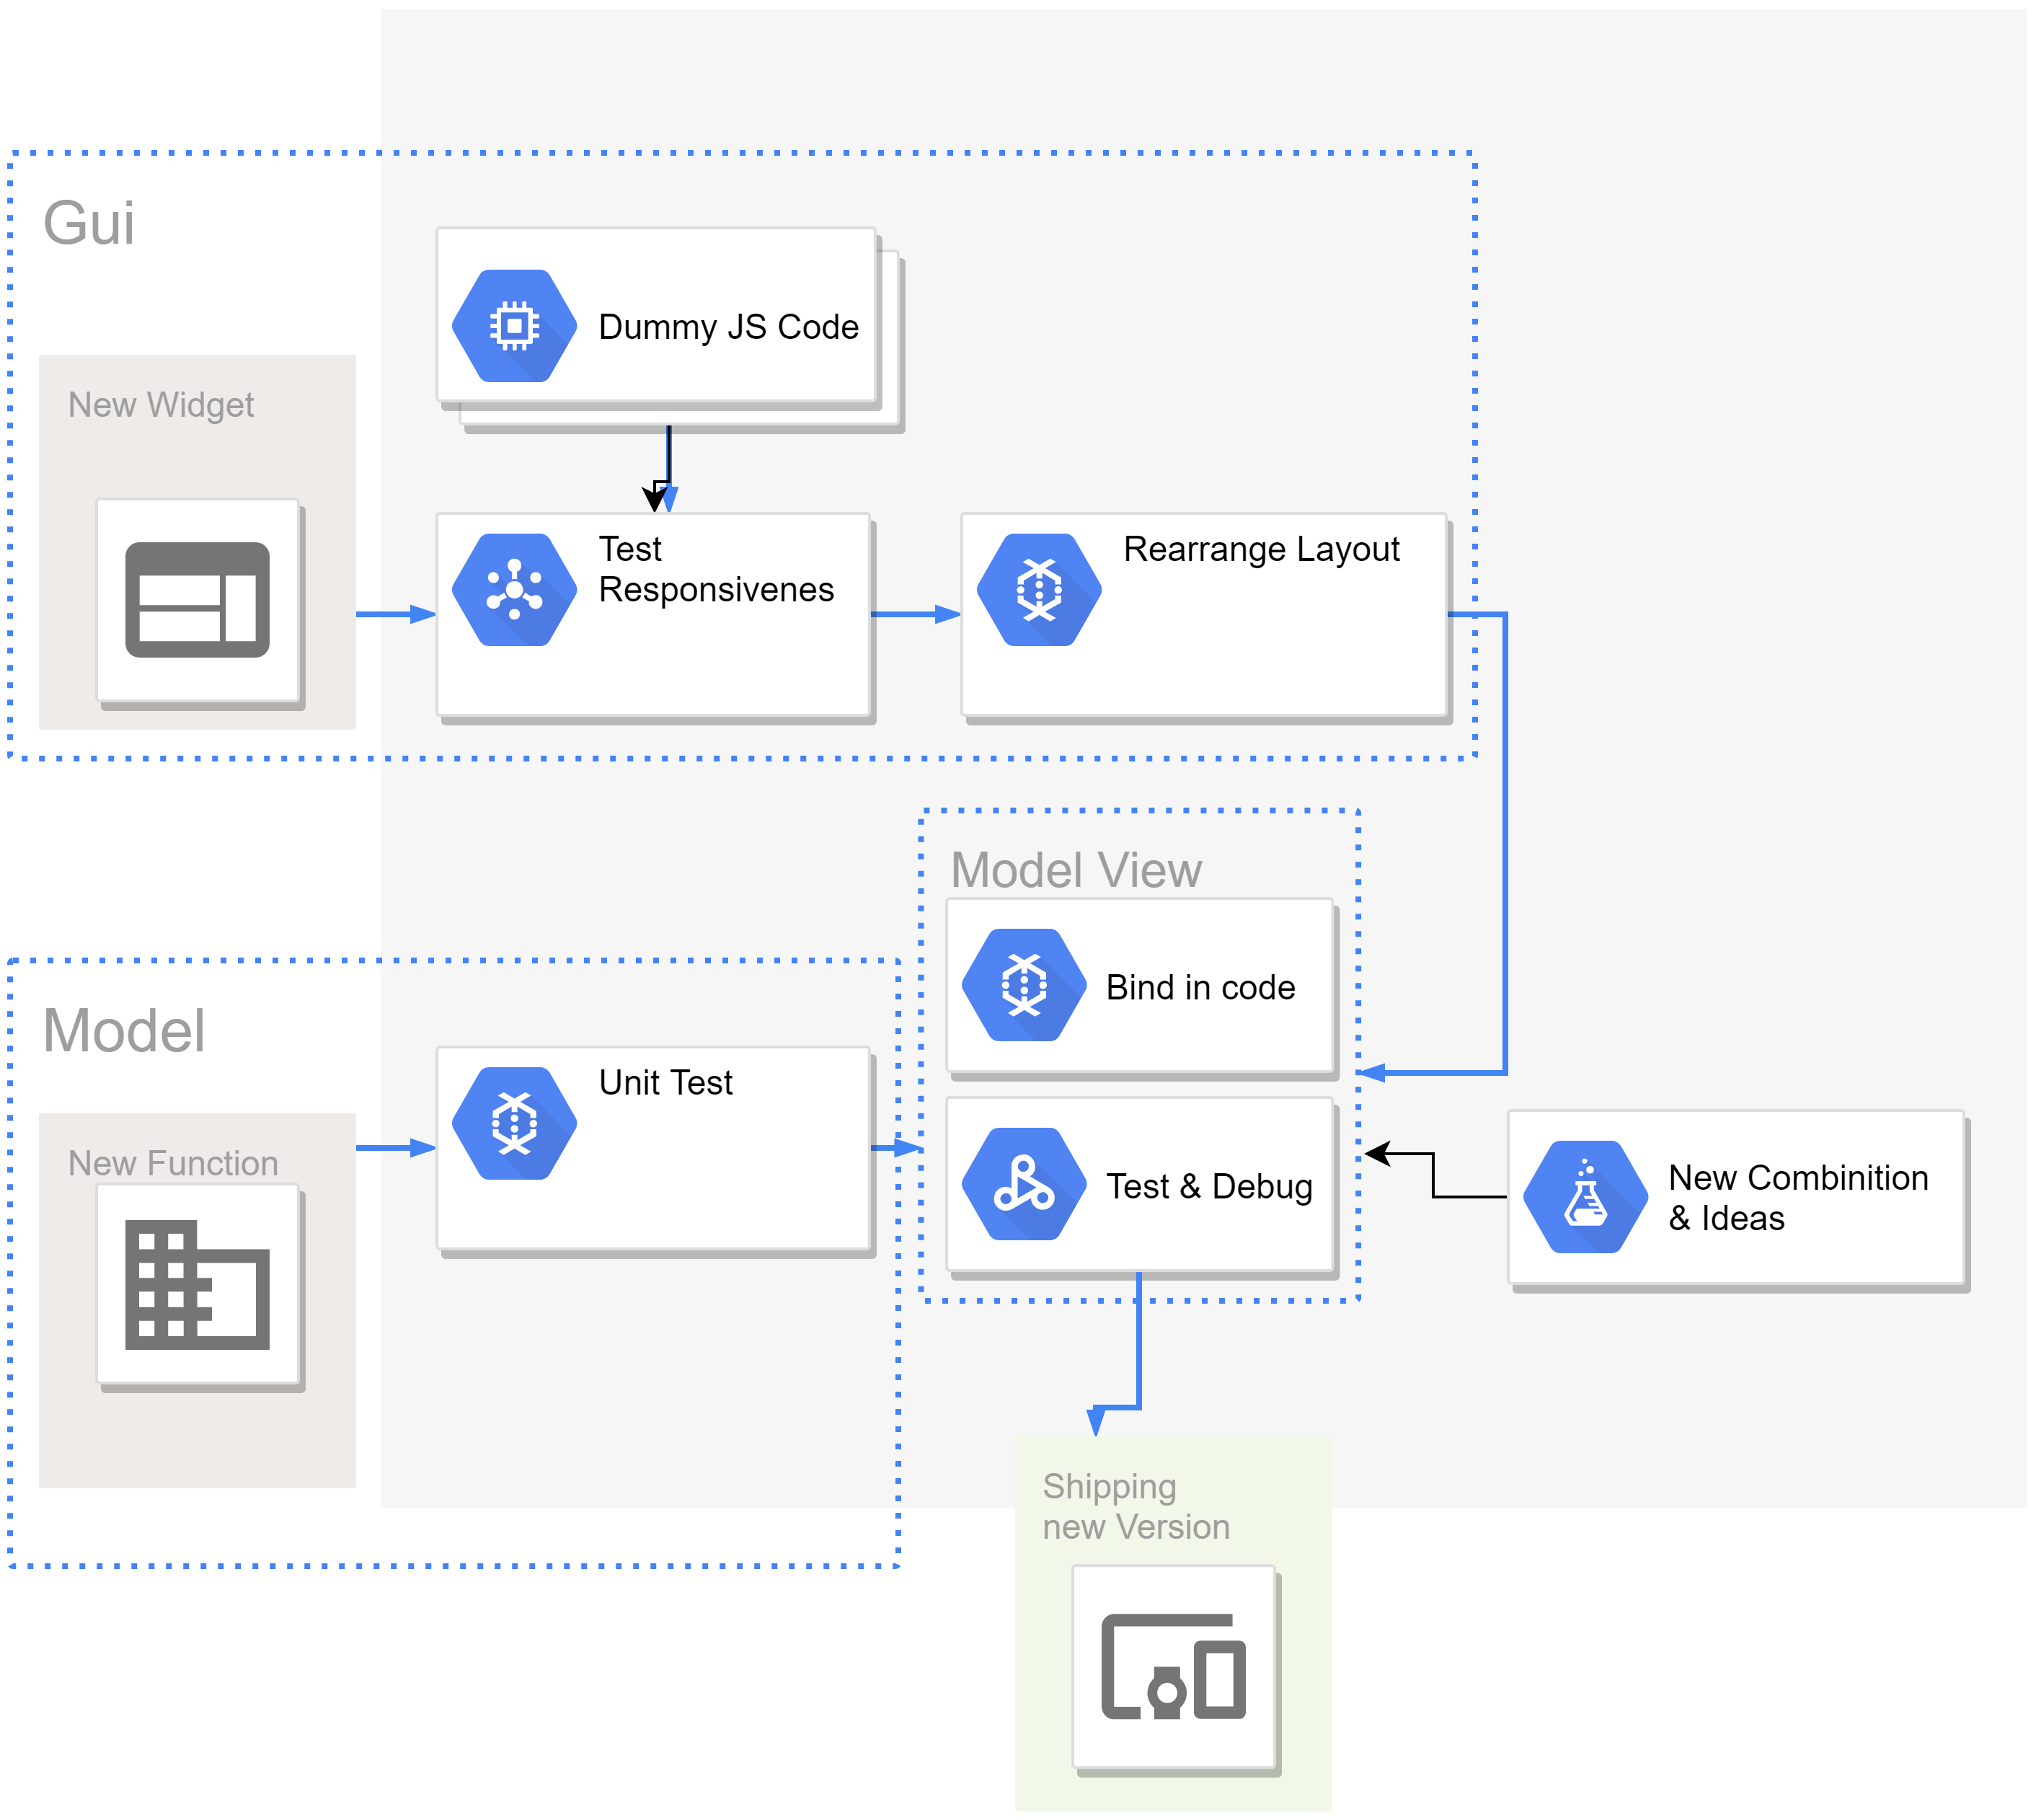 Gui
Dummy JS Code
New Widget
Test
Responsivenes
Rearrange Layout
Model View
Bind in code
Model
Unit Test
New Function
Test & Debug
New Combinition
& Ideas
Shipping
new Version